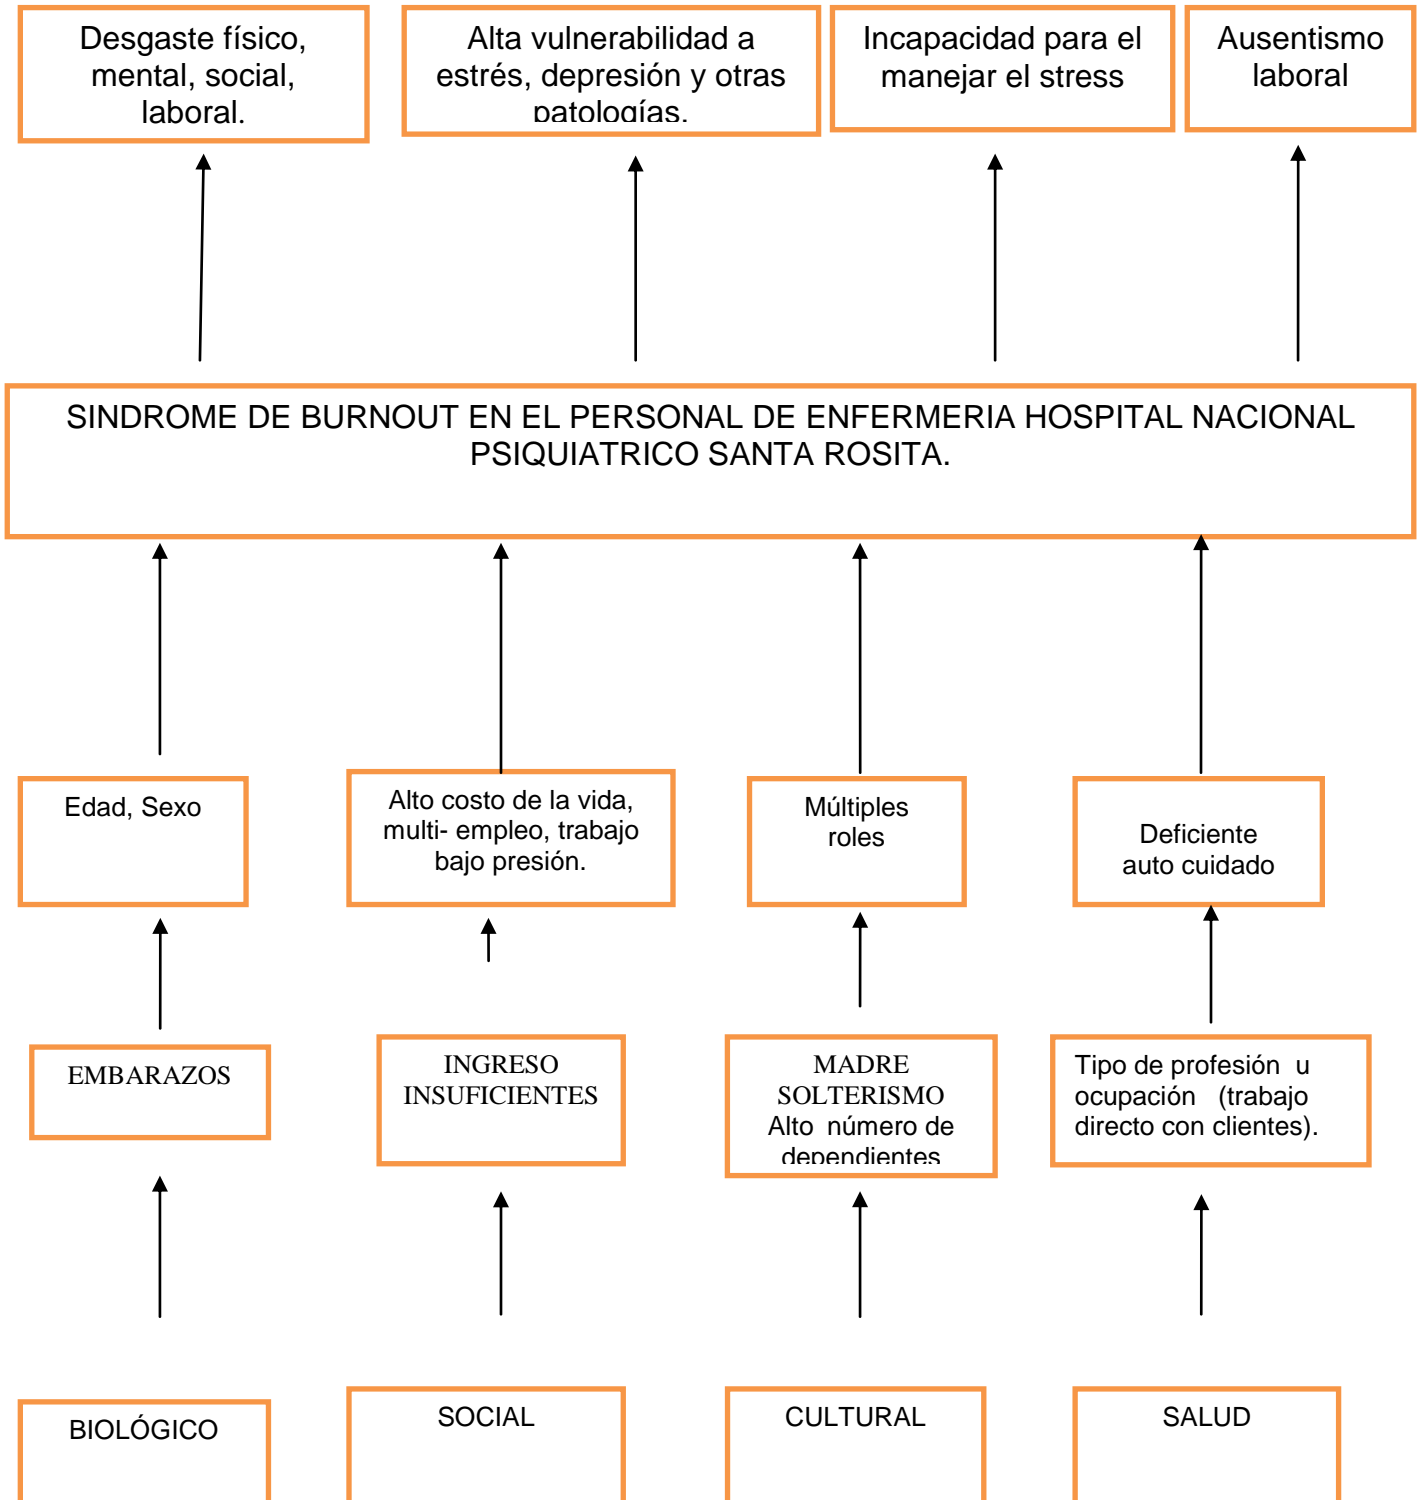 Desgaste físico,
mental, social,
laboral.
Alta vulnerabilidad a
estrés, depresión y otras
patologías.
Incapacidad para el
manejar el stress
Ausentismo
laboral
SINDROME DE BURNOUT EN EL PERSONAL DE ENFERMERIA HOSPITAL NACIONAL
PSIQUIATRICO SANTA ROSITA.
Edad, Sexo
Alto costo de la vida,
multi- empleo, trabajo
bajo presión.
Múltiples
roles
Deficiente
auto cuidado
EMBARAZOS
INGRESO
INSUFICIENTES
MADRE
SOLTERISMO
Alto número de
dependientes
Tipo de profesión u
ocupación (trabajo
directo con clientes).
BIOLÓGICO
SOCIAL
CULTURAL
SALUD